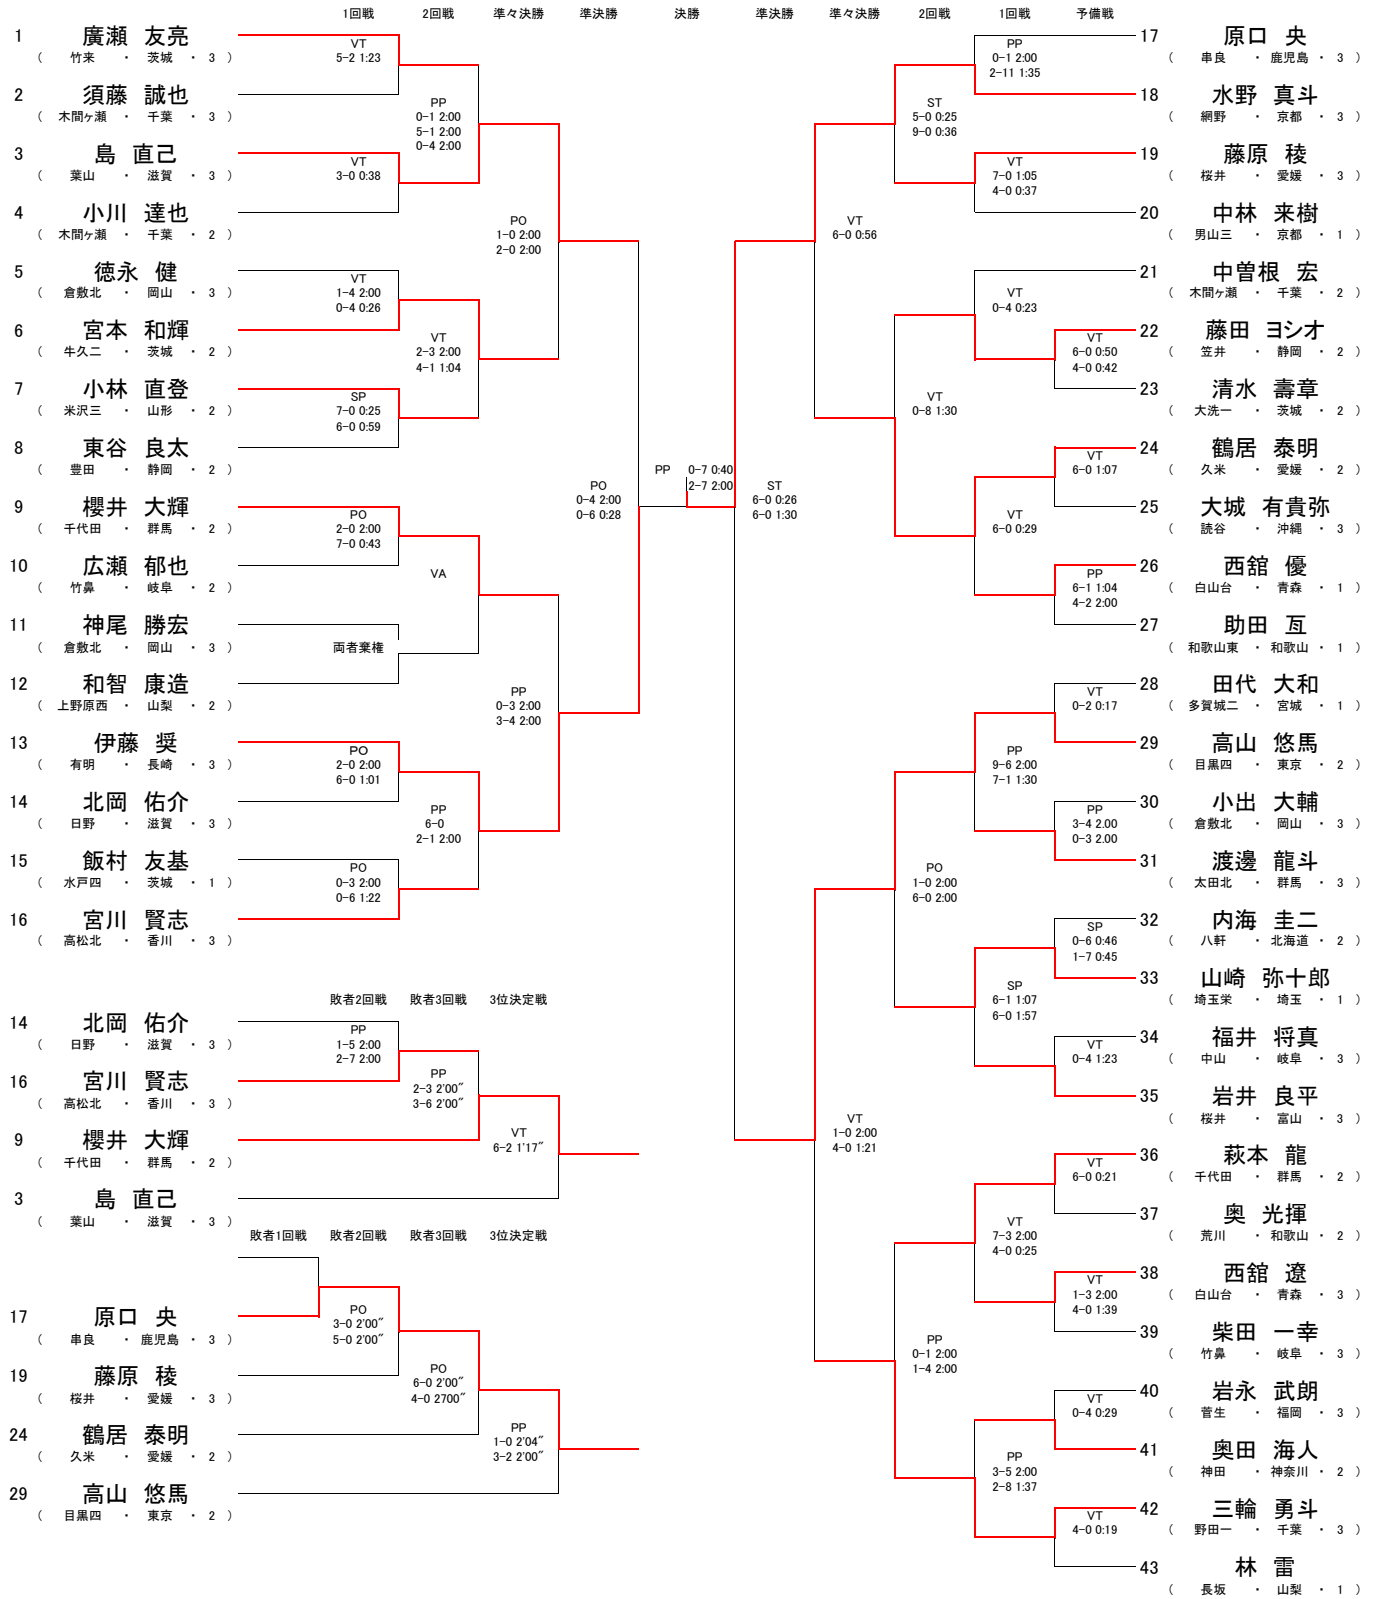 1回戦 2回戦 準々決勝 準決勝 決勝 準決勝 準々決勝 2回戦 1回戦 予備戦
1 廣瀬 友亮
（ 竹来 ・ 茨城 ・ 3 ）
VT
5-2 1:23
2 須藤 誠也
（ 木間ヶ瀬 ・ 千葉 ・ 3 ）
PP
0-1 2:00
5-1 2:00
0-4 2:00
3 島 直己
（ 葉山 ・ 滋賀 ・ 3 ）
VT
3-0 0:38
4 小川 達也
（ 木間ヶ瀬 ・ 千葉 ・ 2 ）
PO
1-0 2:00
2-0 2:00
5 徳永 健
（ 倉敷北 ・ 岡山 ・ 3 ）
VT
1-4 2:00
0-4 0:26
6 宮本 和輝
（ 牛久二 ・ 茨城 ・ 2 ）
VT
2-3 2:00
4-1 1:04
7 小林 直登
（ 米沢三 ・ 山形 ・ 2 ）
SP
7-0 0:25
6-0 0:59
8 東谷 良太
（ 豊田 ・ 静岡 ・ 2 ）
PO
0-4 2:00
0-6 0:28
9 櫻井 大輝
（ 千代田 ・ 群馬 ・ 2 ）
PO
2-0 2:00
7-0 0:43
10 広瀬 郁也
（ 竹鼻 ・ 岐阜 ・ 2 ）
VA
11 神尾 勝宏
（ 倉敷北 ・ 岡山 ・ 3 ）
両者棄権
12 和智 康造
（ 上野原西 ・ 山梨 ・ 2 ）
PP
0-3 2:00
3-4 2:00
13 伊藤 奨
（ 有明 ・ 長崎 ・ 3 ）
PO
2-0 2:00
6-0 1:01
14 北岡 佑介
（ 日野 ・ 滋賀 ・ 3 ）
PP
6-0
2-1 2:00
15 飯村 友基
（ 水戸四 ・ 茨城 ・ 1 ）
PO
0-3 2:00
0-6 1:22
16 宮川 賢志
（ 高松北 ・ 香川 ・ 3 ）
PP 0-7 0:40
2-7 2:00
ST
6-0 0:26
6-0 1:30
17 原口 央
（ 串良 ・ 鹿児島 ・ 3 ）
PP
0-1 2:00
2-11 1:35
18 水野 真斗
（ 網野 ・ 京都 ・ 3 ）
ST
5-0 0:25
9-0 0:36
19 藤原 稜
（ 桜井 ・ 愛媛 ・ 3 ）
VT
7-0 1:05
4-0 0:37
20 中林 来樹
（ 男山三 ・ 京都 ・ 1 ）
VT
6-0 0:56
21 中曽根 宏
（ 木間ヶ瀬 ・ 千葉 ・ 2 ）
VT
0-4 0:23
22 藤田 ヨシオ
（ 笠井 ・ 静岡 ・ 2 ）
VT
6-0 0:50
4-0 0:42
23 清水 壽章
（ 大洗一 ・ 茨城 ・ 2 ）
VT
0-8 1:30
24 鶴居 泰明
（ 久米 ・ 愛媛 ・ 2 ）
VT
6-0 1:07
25 大城 有貴弥
（ 読谷 ・ 沖縄 ・ 3 ）
VT
6-0 0:29
26 西舘 優
（ 白山台 ・ 青森 ・ 1 ）
PP
6-1 1:04
4-2 2:00
27 助田 亙
（ 和歌山東 ・ 和歌山 ・ 1 ）
28 田代 大和
（ 多賀城二 ・ 宮城 ・ 1 ）
VT
0-2 0:17
29 高山 悠馬
（ 目黒四 ・ 東京 ・ 2 ）
PP
9-6 2:00
7-1 1:30
30 小出 大輔
（ 倉敷北 ・ 岡山 ・ 3 ）
PP
3-4 2.00
0-3 2:00
31 渡邊 龍斗
（ 太田北 ・ 群馬 ・ 3 ）
PO
1-0 2:00
6-0 2:00
32 内海 圭二
（ 八軒 ・ 北海道 ・ 2 ）
SP
0-6 0:46
1-7 0:45
33 山崎 弥十郎
（ 埼玉栄 ・ 埼玉 ・ 1 ）
SP
6-1 1:07
6-0 1:57
34 福井 将真
（ 中山 ・ 岐阜 ・ 3 ）
VT
0-4 1:23
35 岩井 良平
（ 桜井 ・ 富山 ・ 3 ）
VT
1-0 2:00
4-0 1:21
36 萩本 龍
（ 千代田 ・ 群馬 ・ 2 ）
VT
6-0 0:21
37 奥 光揮
（ 荒川 ・ 和歌山 ・ 2 ）
VT
7-3 2:00
4-0 0:25
38 西舘 遼
（ 白山台 ・ 青森 ・ 3 ）
VT
1-3 2:00
4-0 1:39
39 柴田 一幸
（ 竹鼻 ・ 岐阜 ・ 3 ）
PP
0-1 2:00
1-4 2:00
40 岩永 武朗
（ 菅生 ・ 福岡 ・ 3 ）
VT
0-4 0:29
41 奥田 海人
（ 神田 ・ 神奈川 ・ 2 ）
PP
3-5 2:00
2-8 1:37
42 三輪 勇斗
（ 野田一 ・ 千葉 ・ 3 ）
VT
4-0 0:19
43 林 雷
（ 長坂 ・ 山梨 ・ 1 ）
敗者2回戦 敗者3回戦 3位決定戦
14 北岡 佑介
（ 日野 ・ 滋賀 ・ 3 ）
PP
1-5 2:00
2-7 2:00
16 宮川 賢志
（ 高松北 ・ 香川 ・ 3 ）
PP
2-3 2'00"
3-6 2'00"
9 櫻井 大輝
（ 千代田 ・ 群馬 ・ 2 ）
VT
6-2 1'17"
3 島 直己
（ 葉山 ・ 滋賀 ・ 3 ）
敗者1回戦 敗者2回戦 敗者3回戦 3位決定戦
17 原口 央
（ 串良 ・ 鹿児島 ・ 3 ）
PO
3-0 2'00"
5-0 2'00"
19 藤原 稜
（ 桜井 ・ 愛媛 ・ 3 ）
PO
6-0 2'00"
4-0 2700"
24 鶴居 泰明
（ 久米 ・ 愛媛 ・ 2 ）
PP
1-0 2'04"
3-2 2'00"
29 高山 悠馬
（ 目黒四 ・ 東京 ・ 2 ）